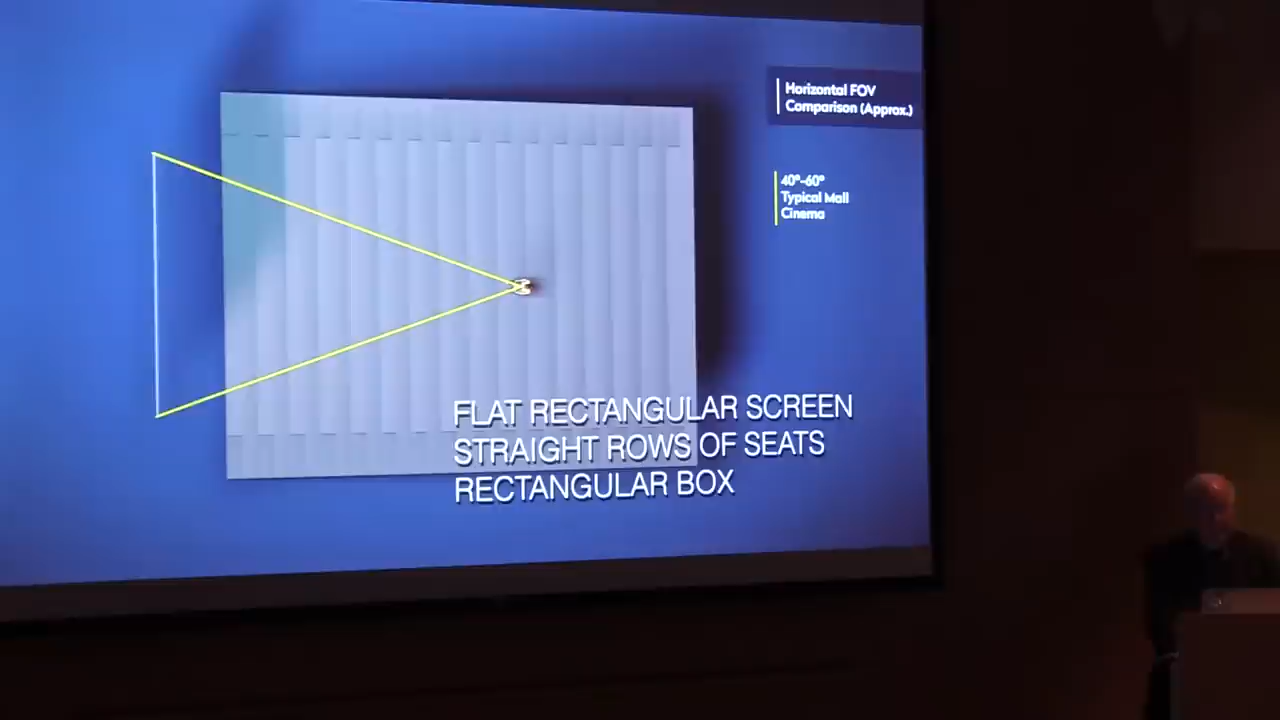 Horizontal FOV
Comparison (Approx.)
40°-60°
Typical Mall
Cinema
FLAT RECTANGULAR SCREEN
STRAIGHT ROWS OF SEATS
RECTANGULAR BOX